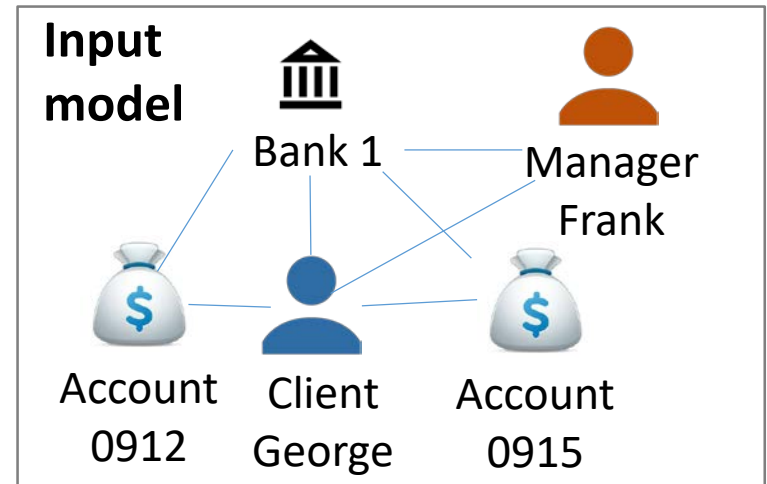 Input
model
Bank 1
Manager
Frank
$
$
Account
0912
Client
George
Account
0915